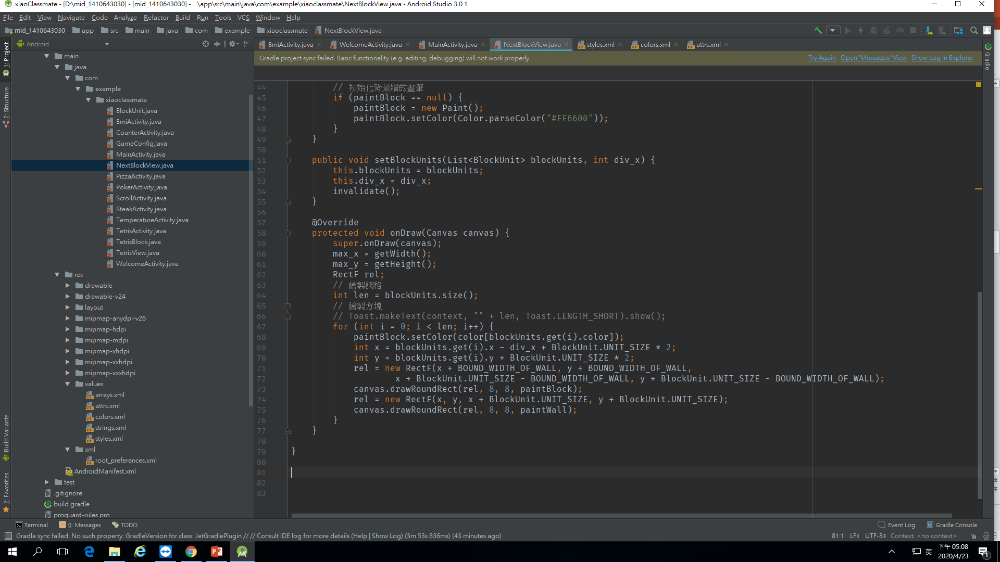 xiaoClassmate - [D:\mid_1410643030] - [mid_1410643030] - ...\app\src\main\java\com\example\xiaoclassmate\NextBlockView.java - Android Studio 3.0.1
File Edit View Navigate Code Analyze Refactor Build Run Tools VCS Window Help
mid_1410643030 app src main java com example xiaoclassmate NextBlockView.java
Android
BmiActivity.java WelcomeActivity.java MainActivity.java NextBlockView.java styles.xml colors.xml attrs.xml
Gradle project sync failed. Basic functionality (e.g. editing, debugging) will not work properly. Try Again Open 'Messages' View Show Log in Explorer
1: Project
7: Structure
Build Variants
2: Favorites
Gradle
main
java
com
example
xiaoclassmate
BlockUnit.java
BmiActivity.java
CounterActivity.java
GameConfig.java
MainActivity.java
NextBlockView.java
PizzaActivity.java
PokerActivity.java
ScrollActivity.java
SteakActivity.java
TemperatureActivity.java
TetrisActivity.java
TetrisBlock.java
TetrisView.java
WelcomeActivity.java
res
drawable
drawable-v24
layout
mipmap-anydpi-v26
mipmap-hdpi
mipmap-mdpi
mipmap-xhdpi
mipmap-xxhdpi
mipmap-xxxhdpi
values
arrays.xml
attrs.xml
colors.xml
strings.xml
styles.xml
xml
root_preferences.xml
AndroidManifest.xml
test
.gitignore
build.gradle
proguard-rules.pro
44 // 初始化背景牆的畫筆
45 if (paintBlock == null) {
46 paintBlock = new Paint();
47 paintBlock.setColor(Color.parseColor("#FF6600"));
48 }
49 }
50
51 public void setBlockUnits(List<BlockUnit> blockUnits, int div_x) {
52 this.blockUnits = blockUnits;
53 this.div_x = div_x;
54 invalidate();
55 }
56
57 @Override
58 protected void onDraw(Canvas canvas) {
59 super.onDraw(canvas);
60 max_x = getWidth();
61 max_y = getHeight();
62 RectF rel;
63 // 繪製網格
64 int len = blockUnits.size();
65 // 繪製方塊
66 // Toast.makeText(context, "" + len, Toast.LENGTH_SHORT).show();
67 for (int i = 0; i < len; i++) {
68 paintBlock.setColor(color[blockUnits.get(i).color]);
69 int x = blockUnits.get(i).x - div_x + BlockUnit.UNIT_SIZE * 2;
70 int y = blockUnits.get(i).y + BlockUnit.UNIT_SIZE * 2;
71 rel = new RectF(x + BOUND_WIDTH_OF_WALL, y + BOUND_WIDTH_OF_WALL,
72 x + BlockUnit.UNIT_SIZE - BOUND_WIDTH_OF_WALL, y + BlockUnit.UNIT_SIZE - BOUND_WIDTH_OF_WALL);
73 canvas.drawRoundRect(rel, 8, 8, paintBlock);
74 rel = new RectF(x, y, x + BlockUnit.UNIT_SIZE, y + BlockUnit.UNIT_SIZE);
75 canvas.drawRoundRect(rel, 8, 8, paintWall);
76 }
77 }
78
79 }
80
81
82
83
Terminal 0: Messages TODO Event Log Gradle Console
Gradle sync failed: No such property: GradleVersion for class: JetGradlePlugin // // Consult IDE log for more details (Help | Show Log) (3m 53s 836ms) (43 minutes ago) 81:1 LF UTF-8 Context: <no context>
英 下午 05:08
2020/4/23
1